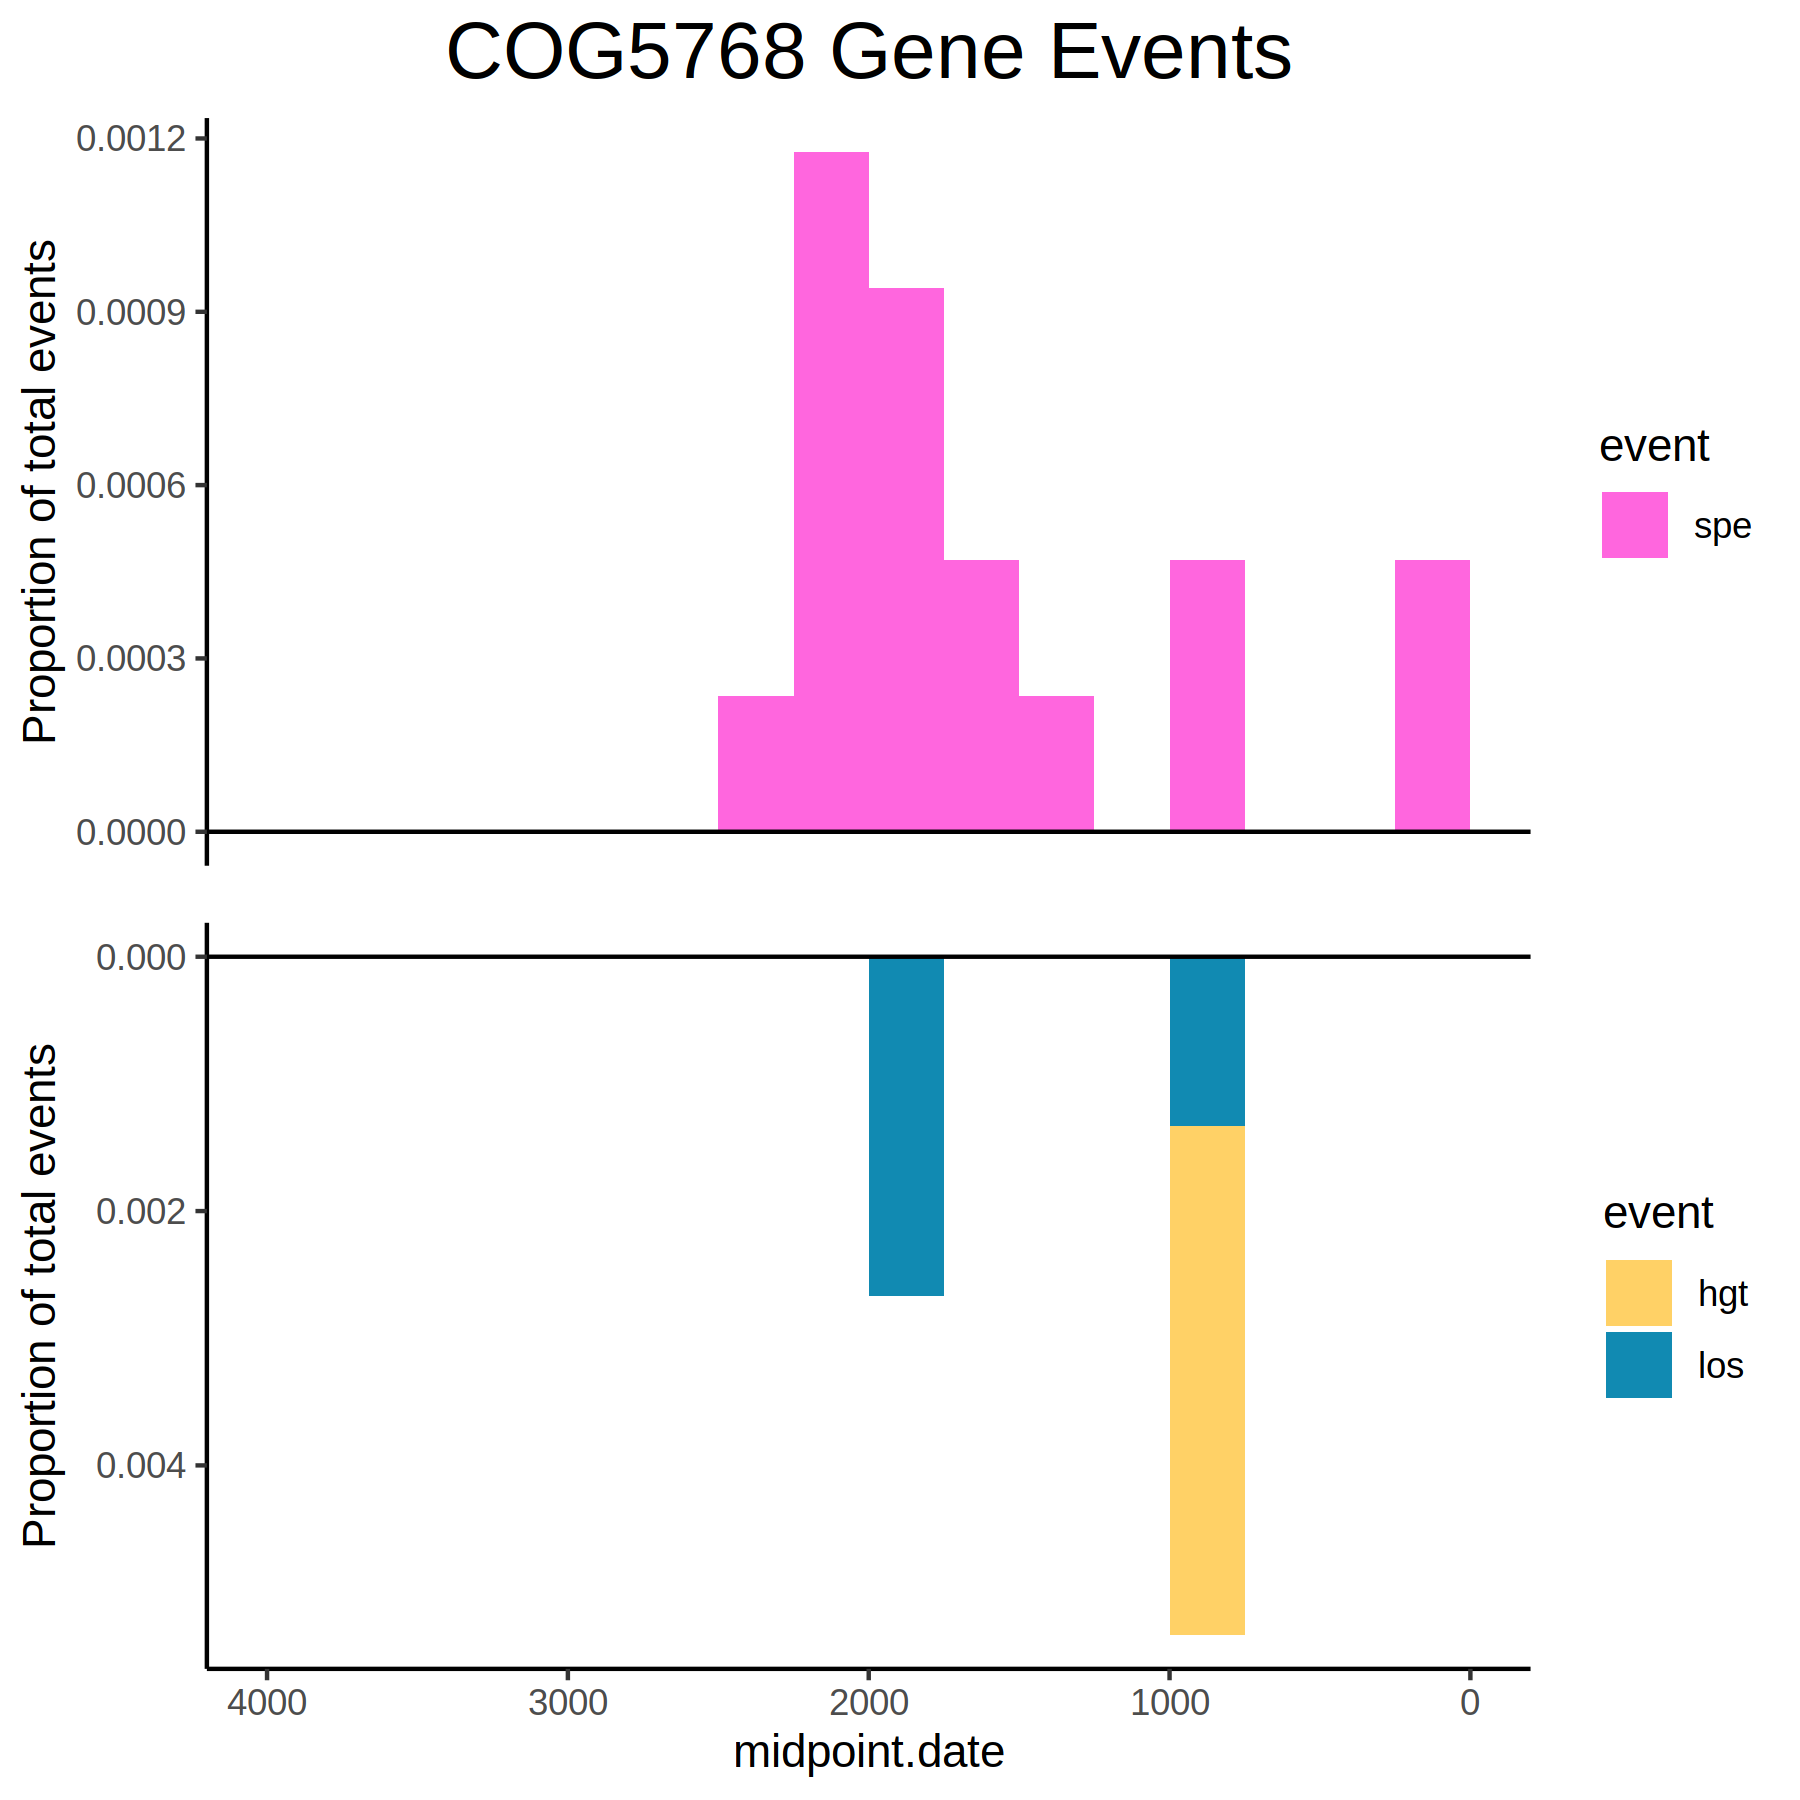 COG5768 Gene Events
Proportion of total events
0.0012
0.0009
0.0006
0.0003
0.0000
event
spe
Proportion of total events
0.000
0.002
0.004
event
hgt
los
4000 3000 2000 1000 0
midpoint.date